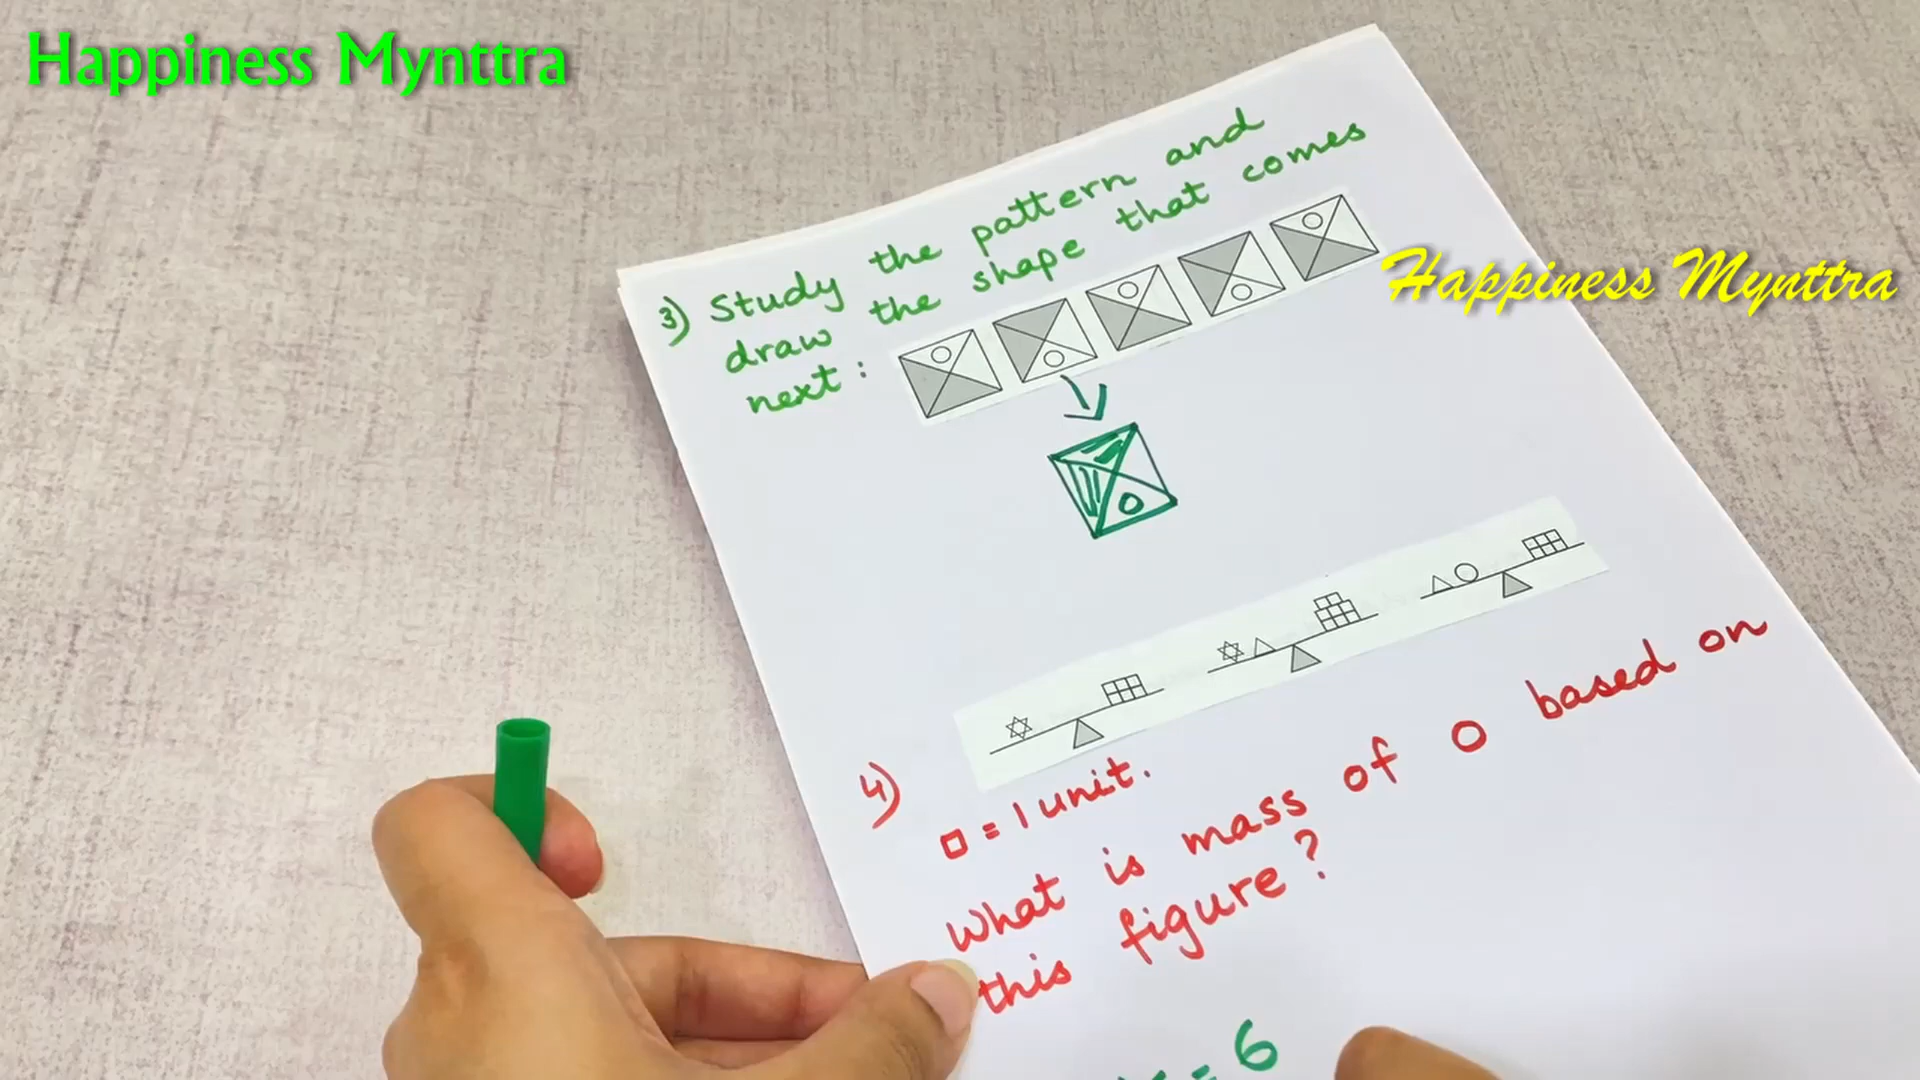 Happiness Mynttra
3) Study the pattern and
draw the shape that comes
next :
Happiness Mynttra
4) □ = 1 unit.
What is mass of O based on
this figure?
= 6